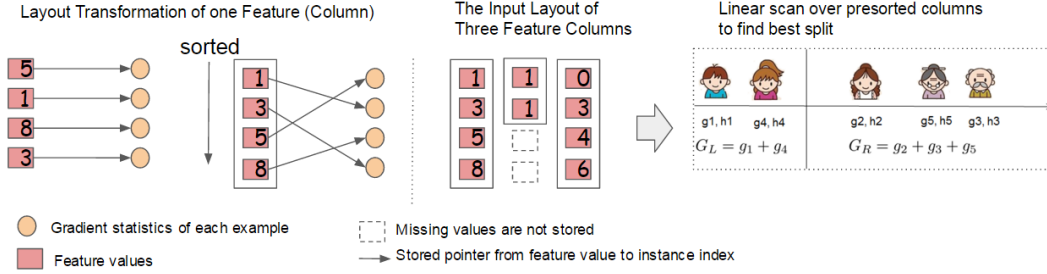 Layout Transformation of one Feature (Column)
The Input Layout of
Three Feature Columns
Linear scan over presorted columns
to find best split
sorted
5
1
8
3
1
3
5
8
1
3
5
8
1
1
0
3
4
6
g1, h1
g4, h4
g2, h2
g5, h5
g3, h3
G_L = g_1 + g_4
G_R = g_2 + g_3 + g_5
Gradient statistics of each example
Feature values
Missing values are not stored
Stored pointer from feature value to instance index